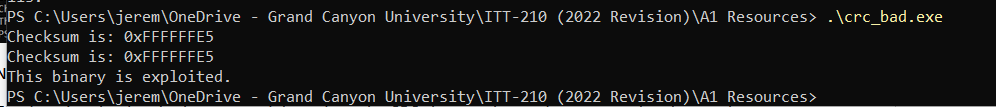 PS C:\Users\jerem\OneDrive - Grand Canyon University\ITT-210 (2022 Revision)\A1 Resources> .\crc_bad.exe
Checksum is: 0xFFFFFFE5
Checksum is: 0xFFFFFFE5
This binary is exploited.
PS C:\Users\jerem\OneDrive - Grand Canyon University\ITT-210 (2022 Revision)\A1 Resources>